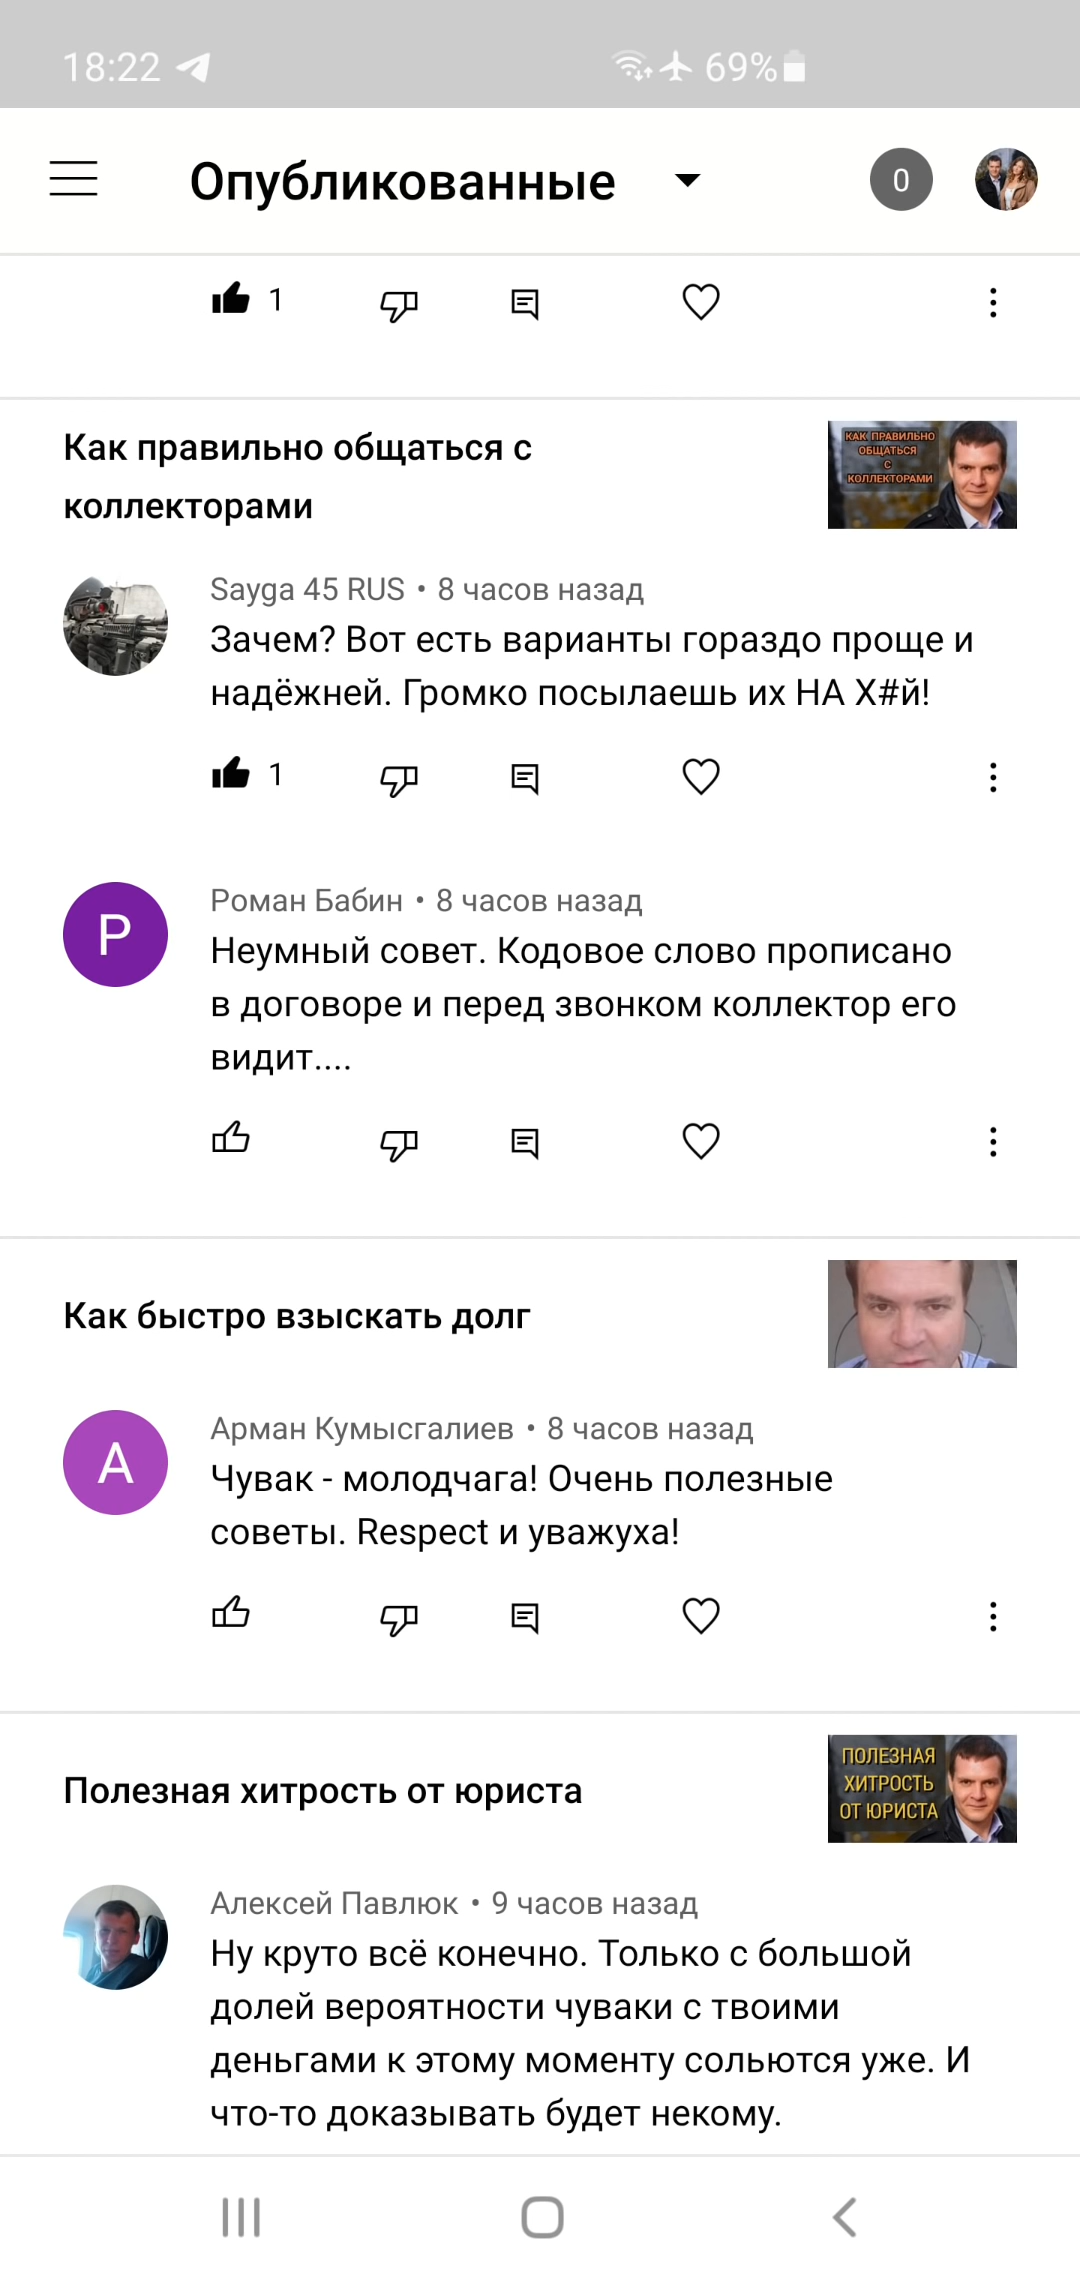 18:22
69%
Опубликованные
0
1
Как правильно общаться с
коллекторами
КАК ПРАВИЛЬНО
ОБЩАТЬСЯ
С
КОЛЛЕКТОРАМИ
Sayga 45 RUS • 8 часов назад
Зачем? Вот есть варианты гораздо проще и
надёжней. Громко посылаешь их НА Х#й!
1
Р
Роман Бабин • 8 часов назад
Неумный совет. Кодовое слово прописано
в договоре и перед звонком коллектор его
видит....
Как быстро взыскать долг
А
Арман Кумысгалиев • 8 часов назад
Чувак - молодчага! Очень полезные
советы. Respect и уважуха!
Полезная хитрость от юриста
ПОЛЕЗНАЯ
ХИТРОСТЬ
ОТ ЮРИСТА
Алексей Павлюк • 9 часов назад
Ну круто всё конечно. Только с большой
долей вероятности чуваки с твоими
деньгами к этому моменту сольются уже. И
что-то доказывать будет некому.